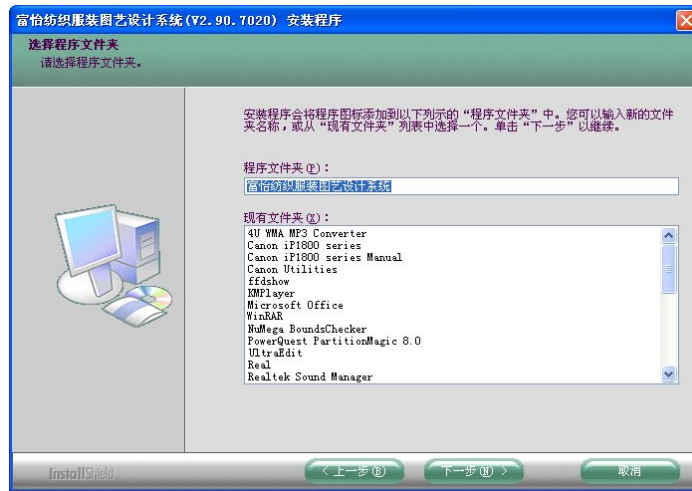 富怡纺织服装图艺设计系统(V2.90.7020) 安装程序
选择程序文件夹
请选择程序文件夹。
安装程序会将程序图标添加到以下列示的“程序文件夹”中。您可以输入新的文件
夹名称，或从“现有文件夹”列表中选择一个。单击“下一步”以继续。
程序文件夹(P)：
富怡纺织服装图艺设计系统
现有文件夹(X)：
4U WMA MP3 Converter
Canon iP1800 series
Canon iP1800 series Manual
Canon Utilities
ffdshow
KMPlayer
Microsoft Office
WinRAR
NuMega BoundsChecker
PowerQuest PartitionMagic 8.0
UltraEdit
Real
Realtek Sound Manager
InstallShield
< 上一步(B)
下一步(N) >
取消